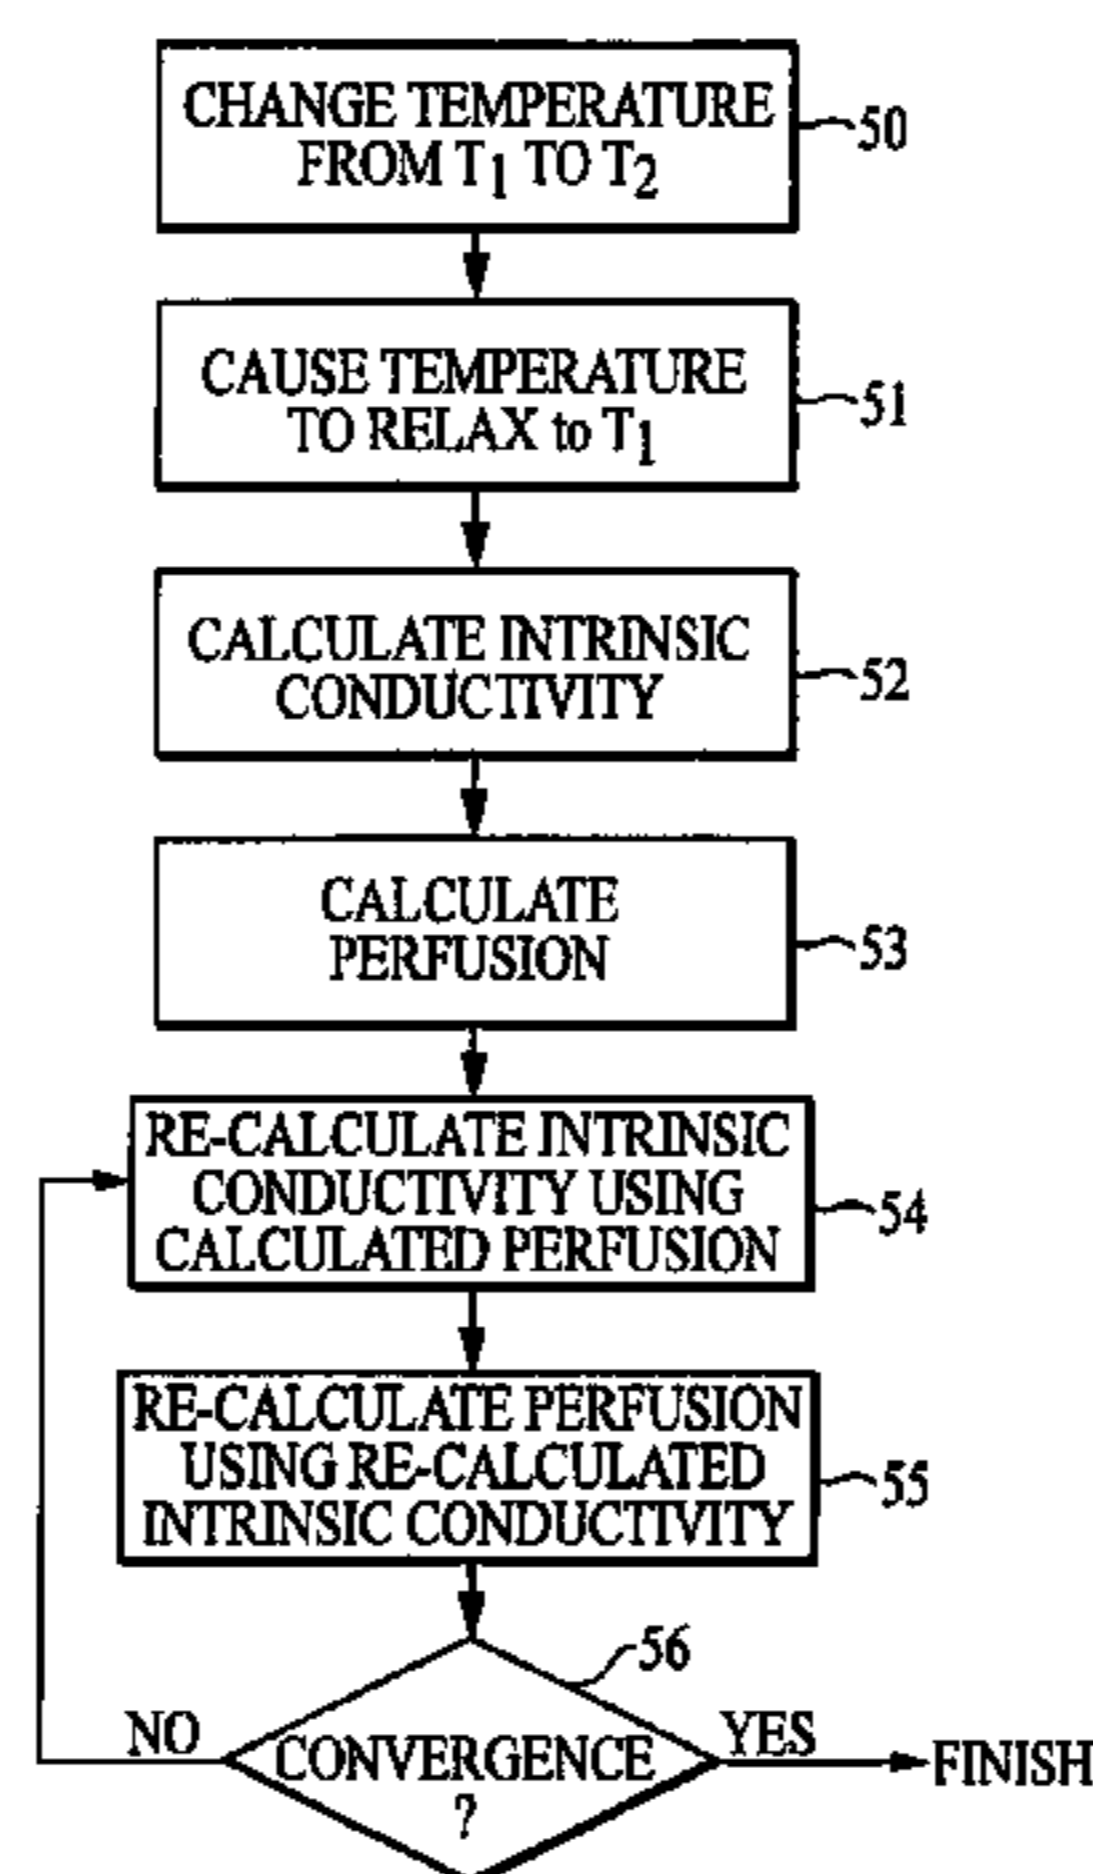 CHANGE TEMPERATURE
FROM T1 TO T2
50
CAUSE TEMPERATURE
TO RELAX to T1
51
CALCULATE INTRINSIC
CONDUCTIVITY
52
CALCULATE
PERFUSION
53
RE-CALCULATE INTRINSIC
CONDUCTIVITY USING
CALCULATED PERFUSION
54
RE-CALCULATE PERFUSION
USING RE-CALCULATED
INTRINSIC CONDUCTIVITY
55
56
NO
CONVERGENCE
?
YES
FINISH